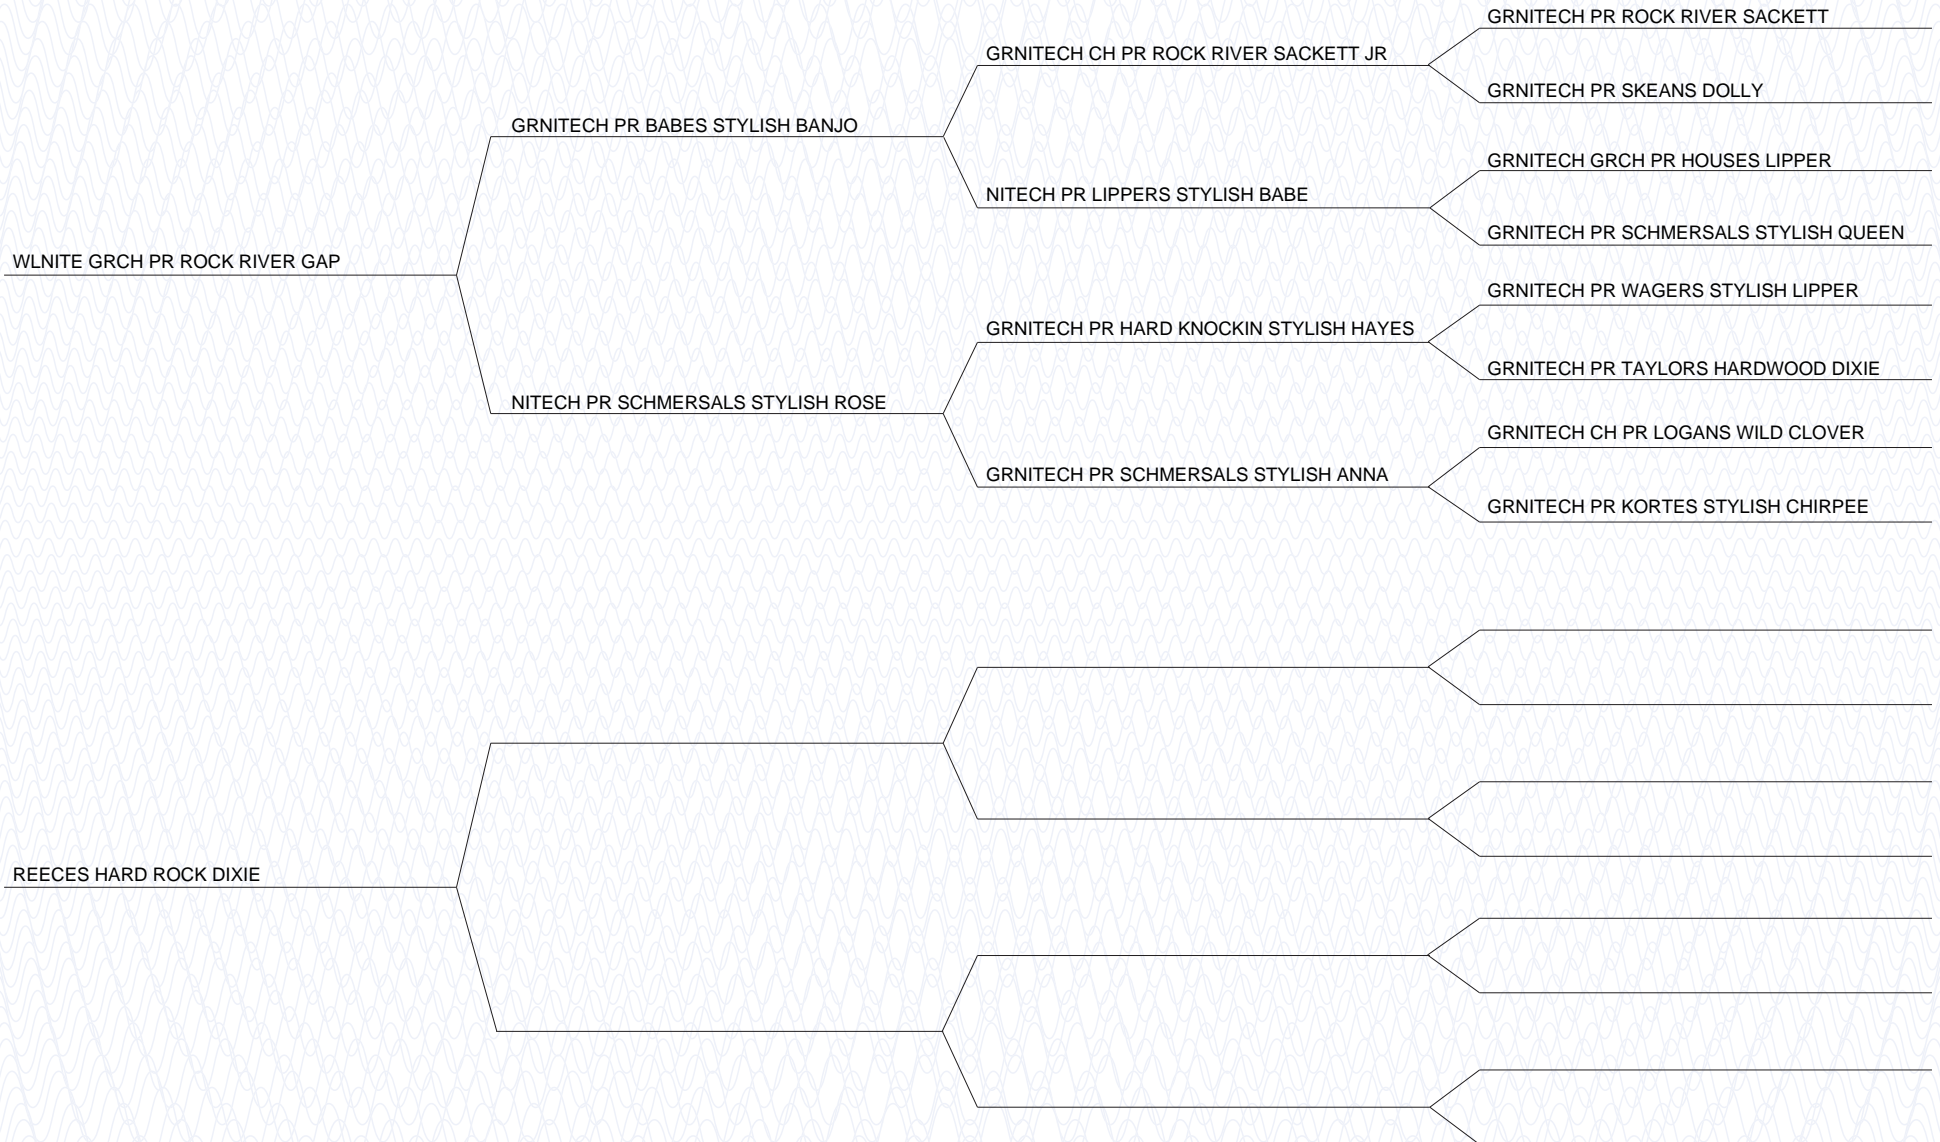 GRNITECH PR ROCK RIVER SACKETT
GRNITECH CH PR ROCK RIVER SACKETT JR
GRNITECH PR SKEANS DOLLY
GRNITECH PR BABES STYLISH BANJO
GRNITECH GRCH PR HOUSES LIPPER
NITECH PR LIPPERS STYLISH BABE
GRNITECH PR SCHMERSALS STYLISH QUEEN
WLNITE GRCH PR ROCK RIVER GAP
GRNITECH PR WAGERS STYLISH LIPPER
GRNITECH PR HARD KNOCKIN STYLISH HAYES
GRNITECH PR TAYLORS HARDWOOD DIXIE
NITECH PR SCHMERSALS STYLISH ROSE
GRNITECH CH PR LOGANS WILD CLOVER
GRNITECH PR SCHMERSALS STYLISH ANNA
GRNITECH PR KORTES STYLISH CHIRPEE
REECES HARD ROCK DIXIE